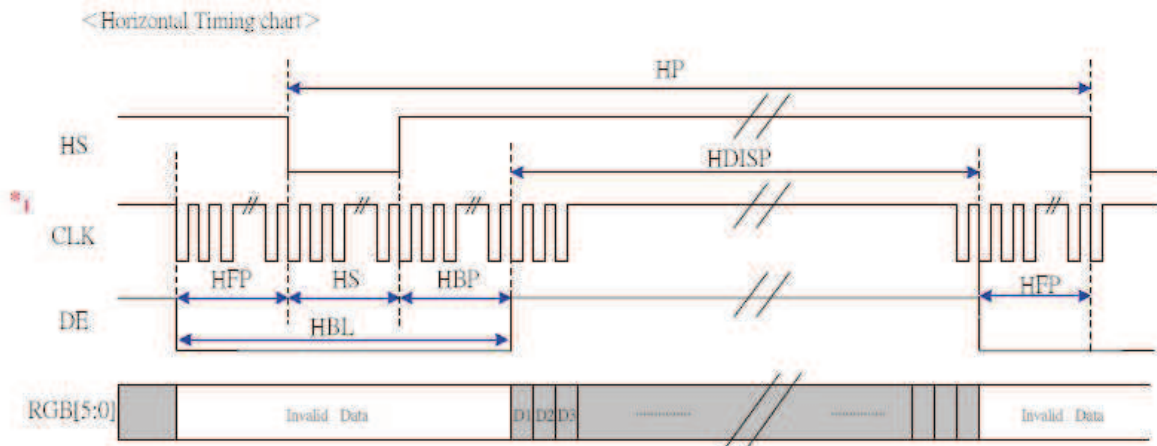 <Horizontal Timing chart>
HP
HS
HDISP
*1
CLK
HFP HS HBP HFP
DE
HBL
RGB[5:0] Invalid Data D1 D2 D3 ............ ............ Invalid Data